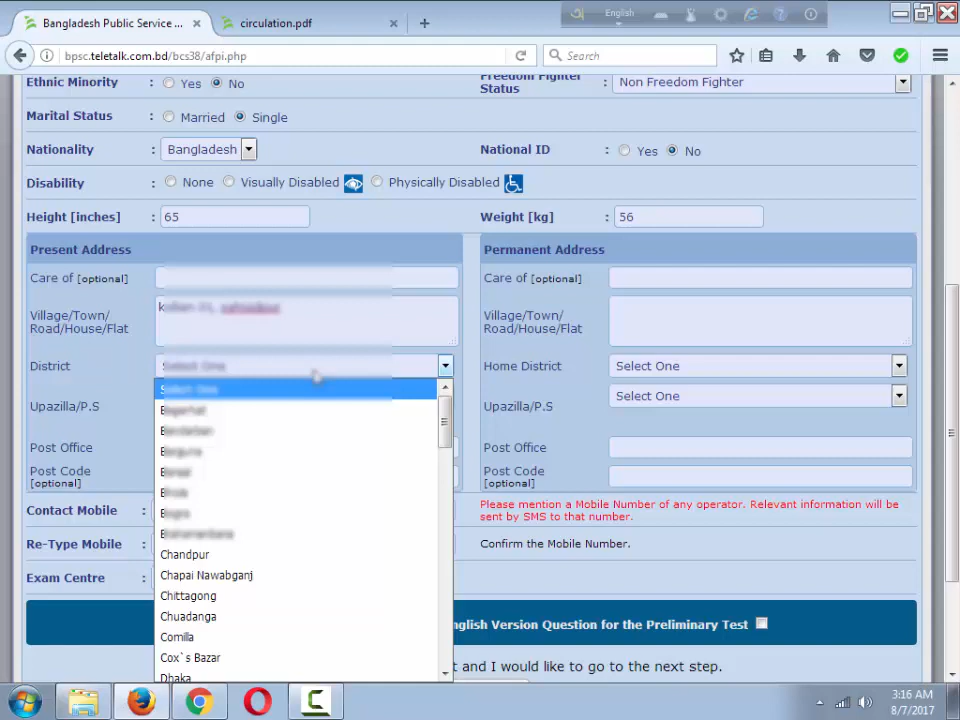 Bangladesh Public Service ...
circulation.pdf
English
bpsc.teletalk.com.bd/bcs38/afpi.php
Search
Ethnic Minority : Yes No
Freedom Fighter Status : Non Freedom Fighter
Marital Status : Married Single
Nationality : Bangladesh
National ID : Yes No
Disability : None Visually Disabled Physically Disabled
Height [inches] : 65
Weight [kg] : 56
Present Address
Permanent Address
Care of [optional]
Care of [optional]
Village/Town/
Road/House/Flat
Village/Town/
Road/House/Flat
District Select One
Home District Select One
Select One
Upazilla/P.S
Upazilla/P.S
Select One
Chandpur
Chapai Nawabganj
Chittagong
Chuadanga
Comilla
Cox`s Bazar
Dhaka
Post Office
Post Office
Post Code
[optional]
Post Code
[optional]
Contact Mobile :
Please mention a Mobile Number of any operator. Relevant information will be
sent by SMS to that number.
Re-Type Mobile :
Confirm the Mobile Number.
Exam Centre :
English Version Question for the Preliminary Test
and I would like to go to the next step.
3:16 AM
8/7/2017